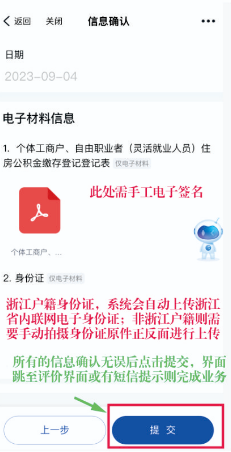 返回 关闭 信息确认
日期
2023-09-04
电子材料信息
1. 个体工商户、自由职业者（灵活就业人员）住
房公积金缴存登记登记表 仅电子材料
此处需手工电子签名
个体工商户、...
2. 身份证 仅电子材料
浙江户籍身份证，系统会自动上传浙江
省内联网电子身份证；非浙江户籍则需
要手动拍摄身份证原件正反面进行上传
所有的信息确认无误后点击提交，界面
跳至评价界面或有短信提示则完成业务
上一步 提交